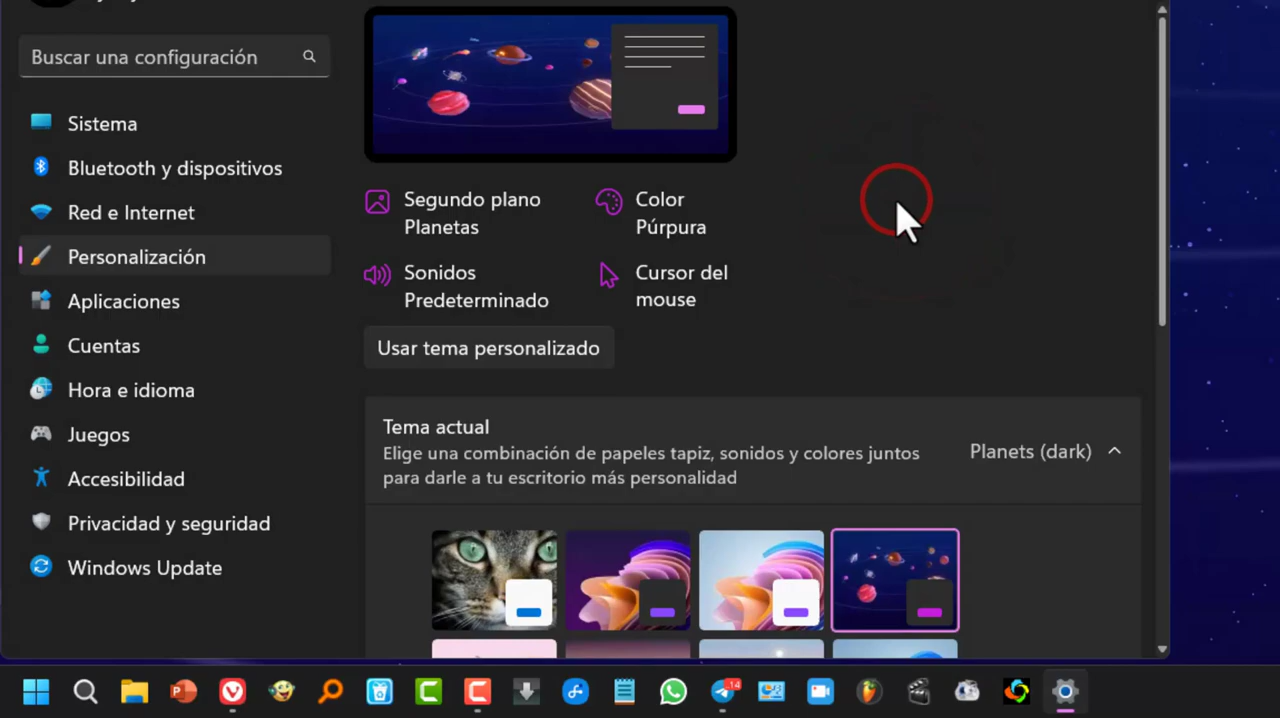 Buscar una configuración
Sistema
Bluetooth y dispositivos
Red e Internet
Personalización
Aplicaciones
Cuentas
Hora e idioma
Juegos
Accesibilidad
Privacidad y seguridad
Windows Update
Segundo plano
Planetas
Color
Púrpura
Sonidos
Predeterminado
Cursor del
mouse
Usar tema personalizado
Tema actual
Elige una combinación de papeles tapiz, sonidos y colores juntos
para darle a tu escritorio más personalidad
Planets (dark)
14